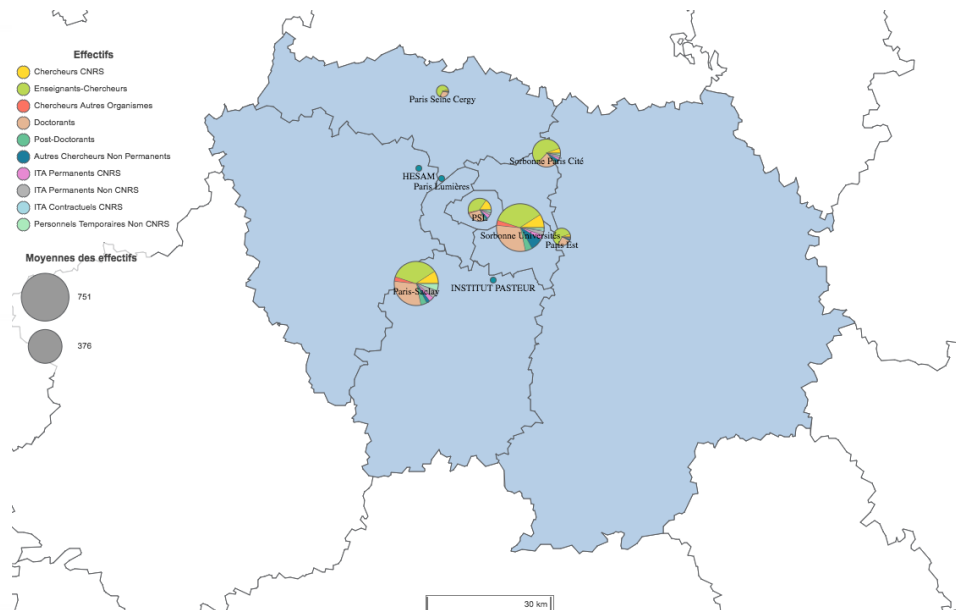 Effectifs
Chercheurs CNRS
Enseignants-Chercheurs
Chercheurs Autres Organismes
Doctorants
Post-Doctorants
Autres Chercheurs Non Permanents
ITA Permanents CNRS
ITA Permanents Non CNRS
ITA Contractuels CNRS
Personnels Temporaires Non CNRS
Moyennes des effectifs
751
376
Paris Seine Cergy
Sorbonne Paris Cité
HESAM
Paris Lumières
PSL
Sorbonne Universités
Paris Est
INSTITUT PASTEUR
Paris-Saclay
30 km